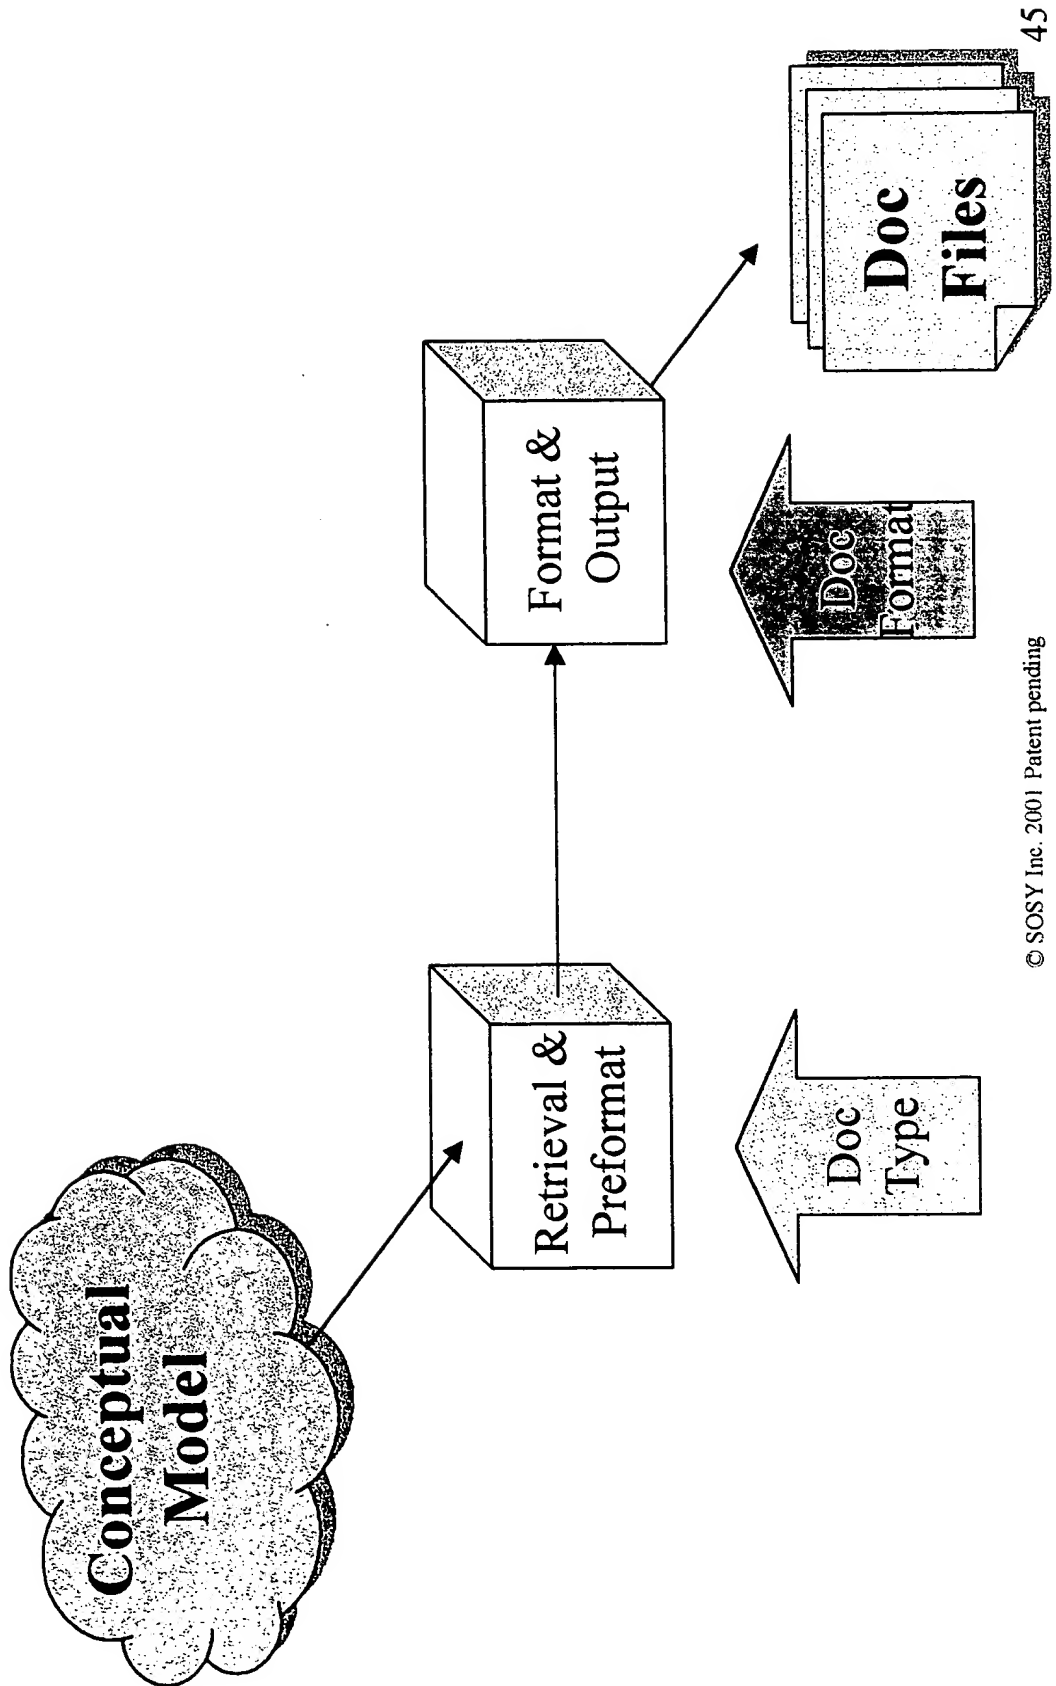 Conceptual
Model
Retrieval &
Preformat
Format &
Output
Doc
Type
Doc
Format
Doc
Files
© SOSY Inc. 2001 Patent pending
45